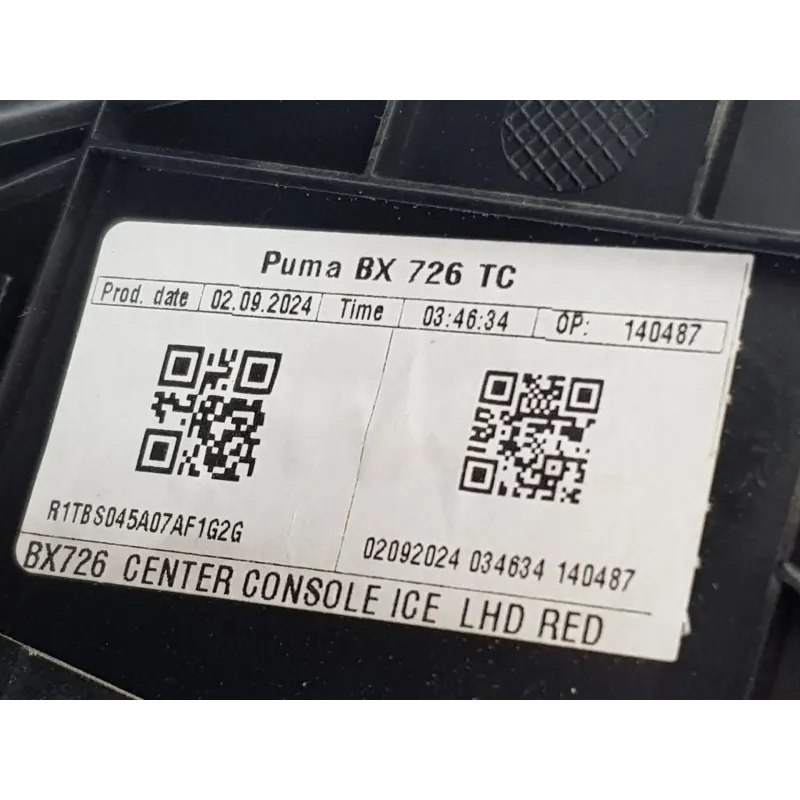 Puma BX 726 TC
Prod. date 02.09.2024 Time 03:46:34 OP: 140487
R1TBS045A07AF1G2G
02092024 034634 140487
BX726 CENTER CONSOLE ICE LHD RED